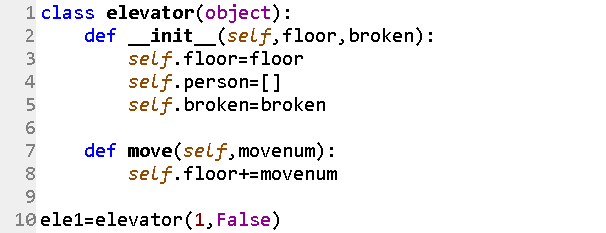 1 class elevator(object):
2     def __init__(self,floor,broken):
3         self.floor=floor
4         self.person=[]
5         self.broken=broken
6
7     def move(self,movenum):
8         self.floor+=movenum
9
10 ele1=elevator(1,False)